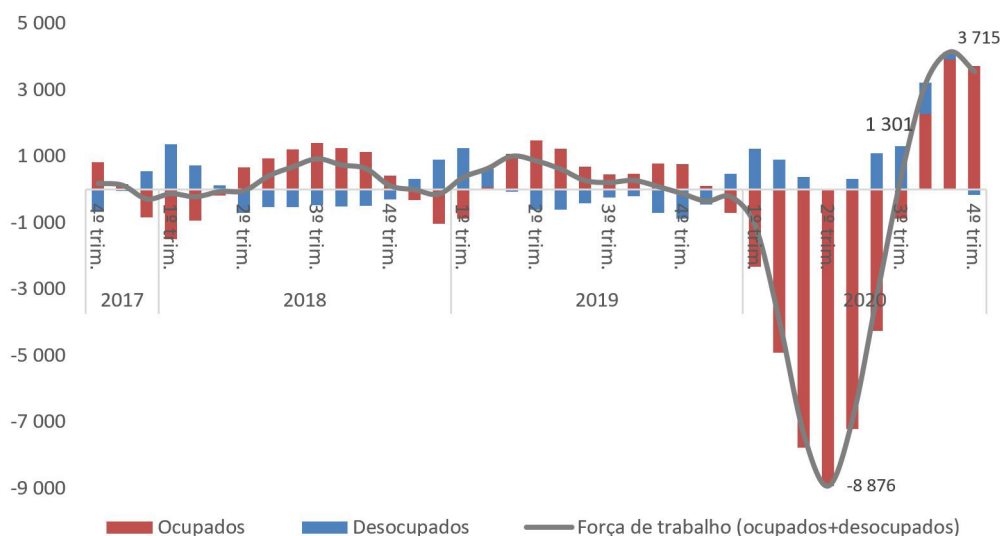 5 000
3 715
3 000
1 301
1 000
-1 000
4º trim.
1º trim.
2º trim.
3º trim.
4º trim.
1º trim.
2º trim.
3º trim.
4º trim.
1º trim.
2º trim.
3º trim.
4º trim.
-3 000
2017
2018
2019
2020
-5 000
-7 000
-8 876
-9 000
Ocupados
Desocupados
Força de trabalho (ocupados+desocupados)